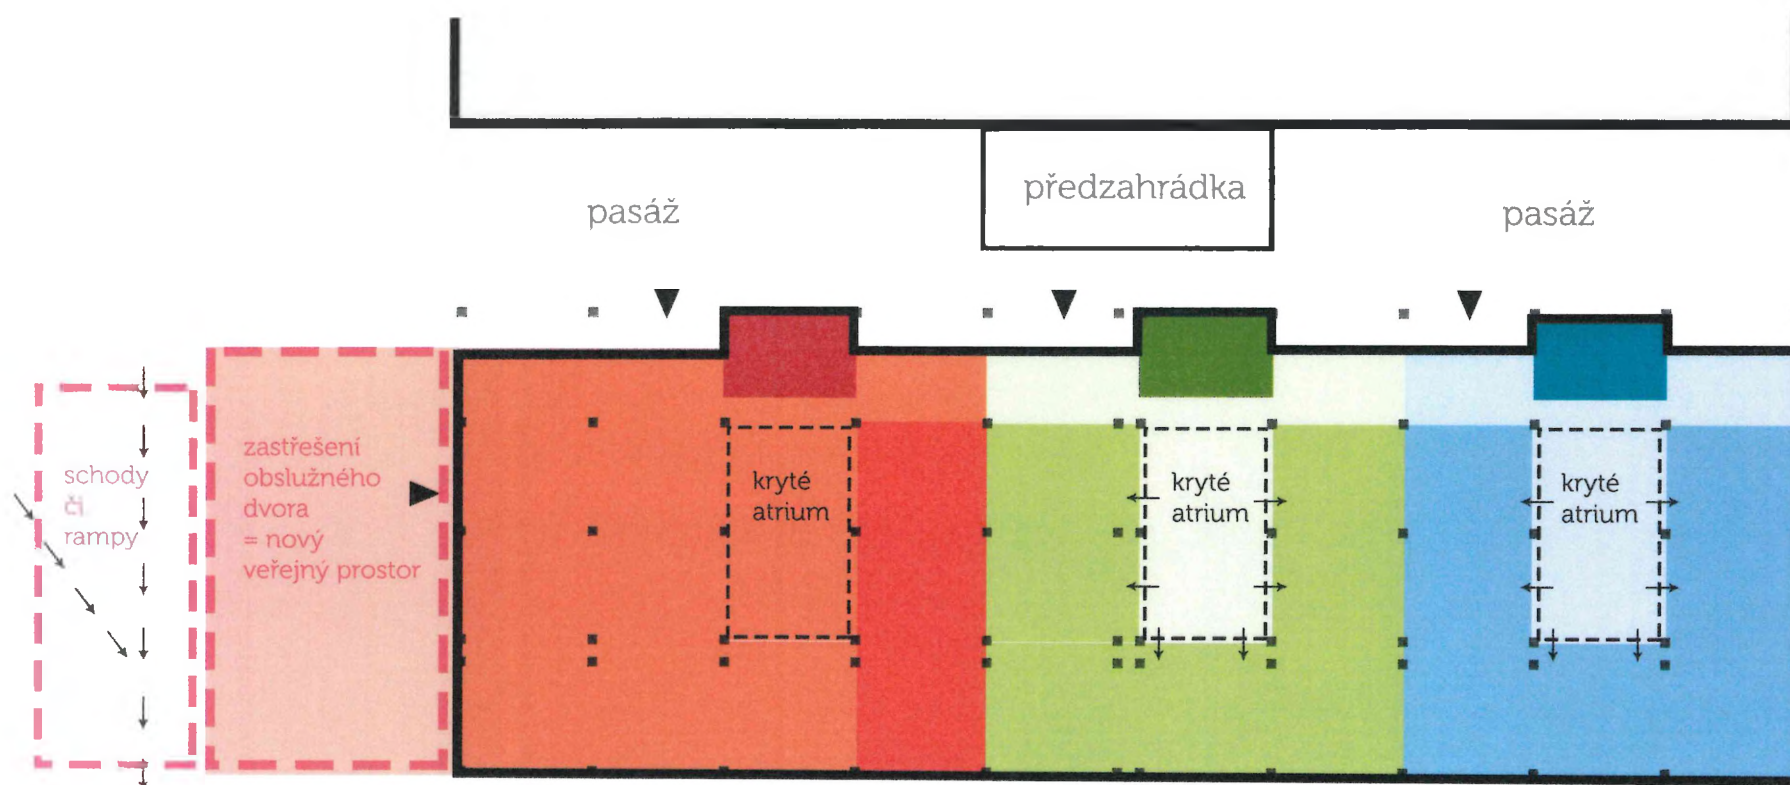 předzahrádka
pasáž
pasáž
zastřešení
obslužného
dvora
= nový
veřejný prostor
schody
či
rampy
kryté
atrium
kryté
atrium
kryté
atrium